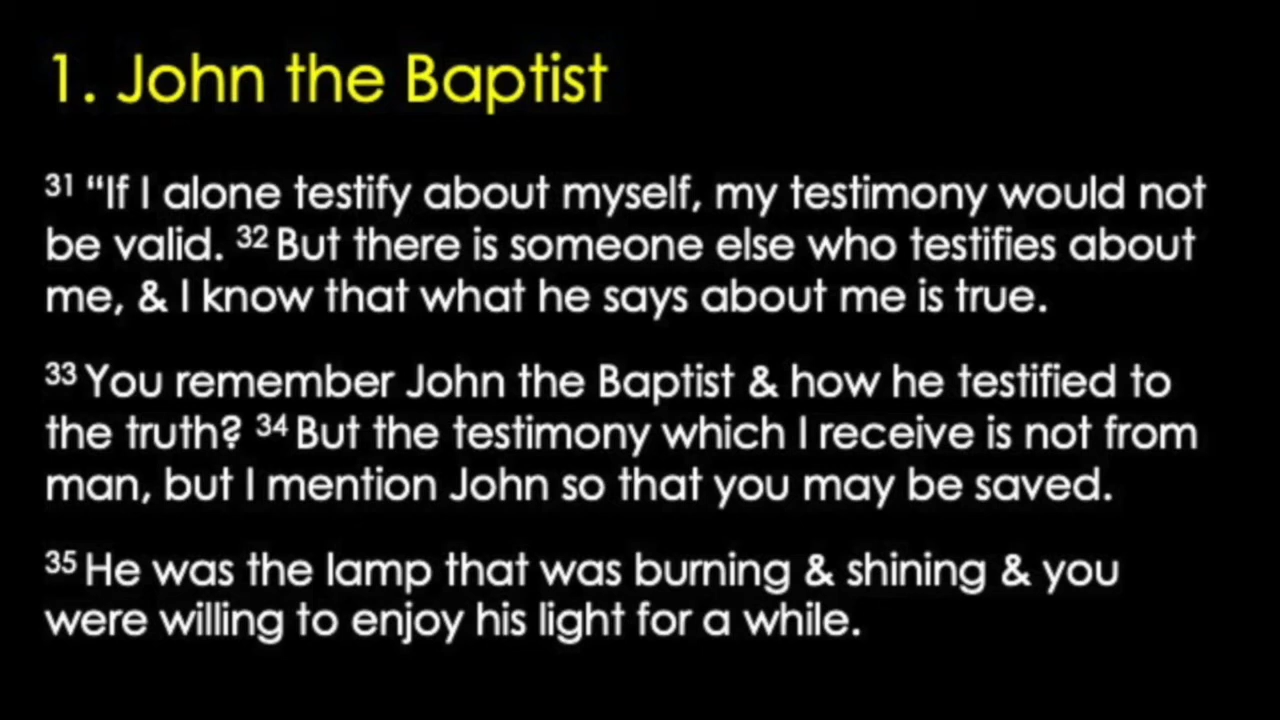 1. John the Baptist
31 “If I alone testify about myself, my testimony would not
be valid. 32 But there is someone else who testifies about
me, & I know that what he says about me is true.
33 You remember John the Baptist & how he testified to
the truth? 34 But the testimony which I receive is not from
man, but I mention John so that you may be saved.
35 He was the lamp that was burning & shining & you
were willing to enjoy his light for a while.